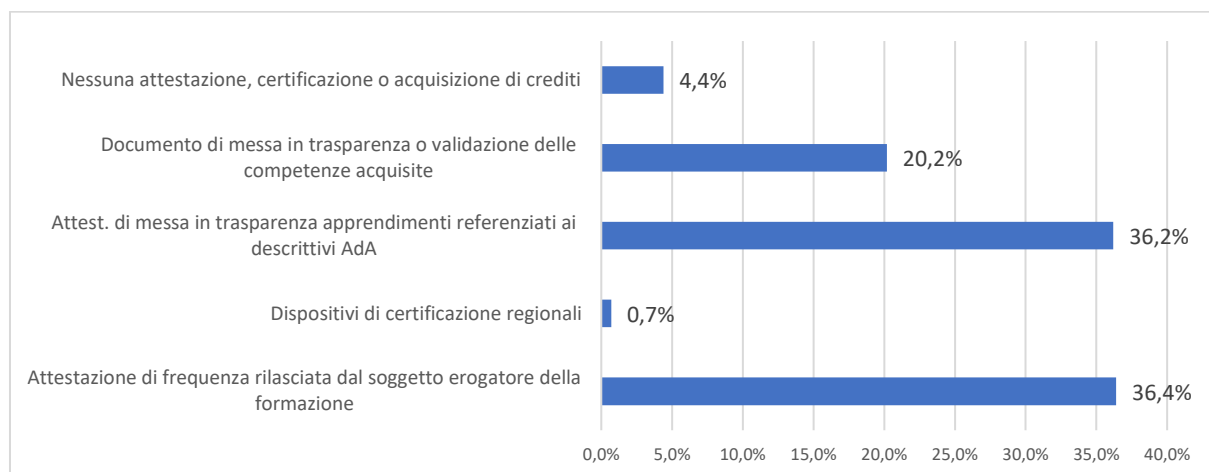 Nessuna attestazione, certificazione o acquisizione di crediti
4,4%
Documento di messa in trasparenza o validazione delle
competenze acquisite
20,2%
Attest. di messa in trasparenza apprendimenti referenziati ai
descrittivi AdA
36,2%
Dispositivi di certificazione regionali
0,7%
Attestazione di frequenza rilasciata dal soggetto erogatore della
formazione
36,4%
0,0% 5,0% 10,0% 15,0% 20,0% 25,0% 30,0% 35,0% 40,0%